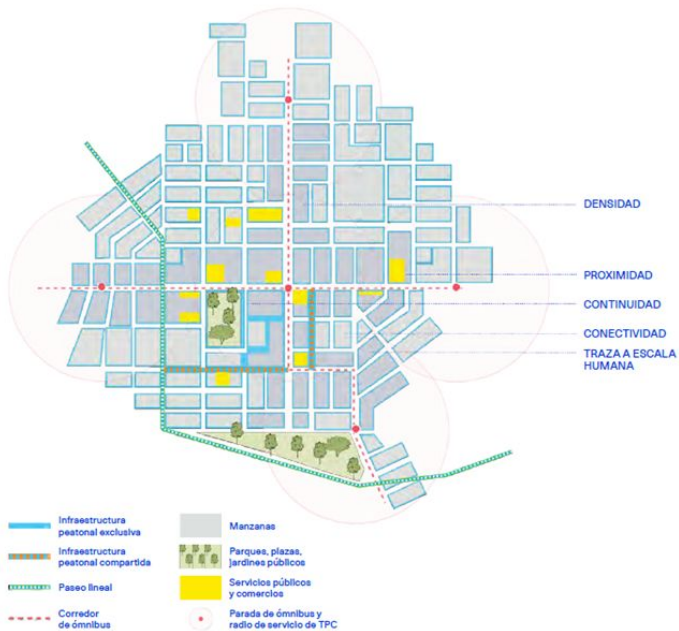 DENSIDAD
PROXIMIDAD
CONTINUIDAD
CONECTIVIDAD
TRAZA A ESCALA
HUMANA
Infraestructura
peatonal exclusiva
Infraestructura
peatonal compartida
Paseo lineal
Corredor
de ómnibus
Manzanas
Parques, plazas,
jardines públicos
Servicios públicos
y comercios
Parada de ómnibus y
radio de servicio de TPC